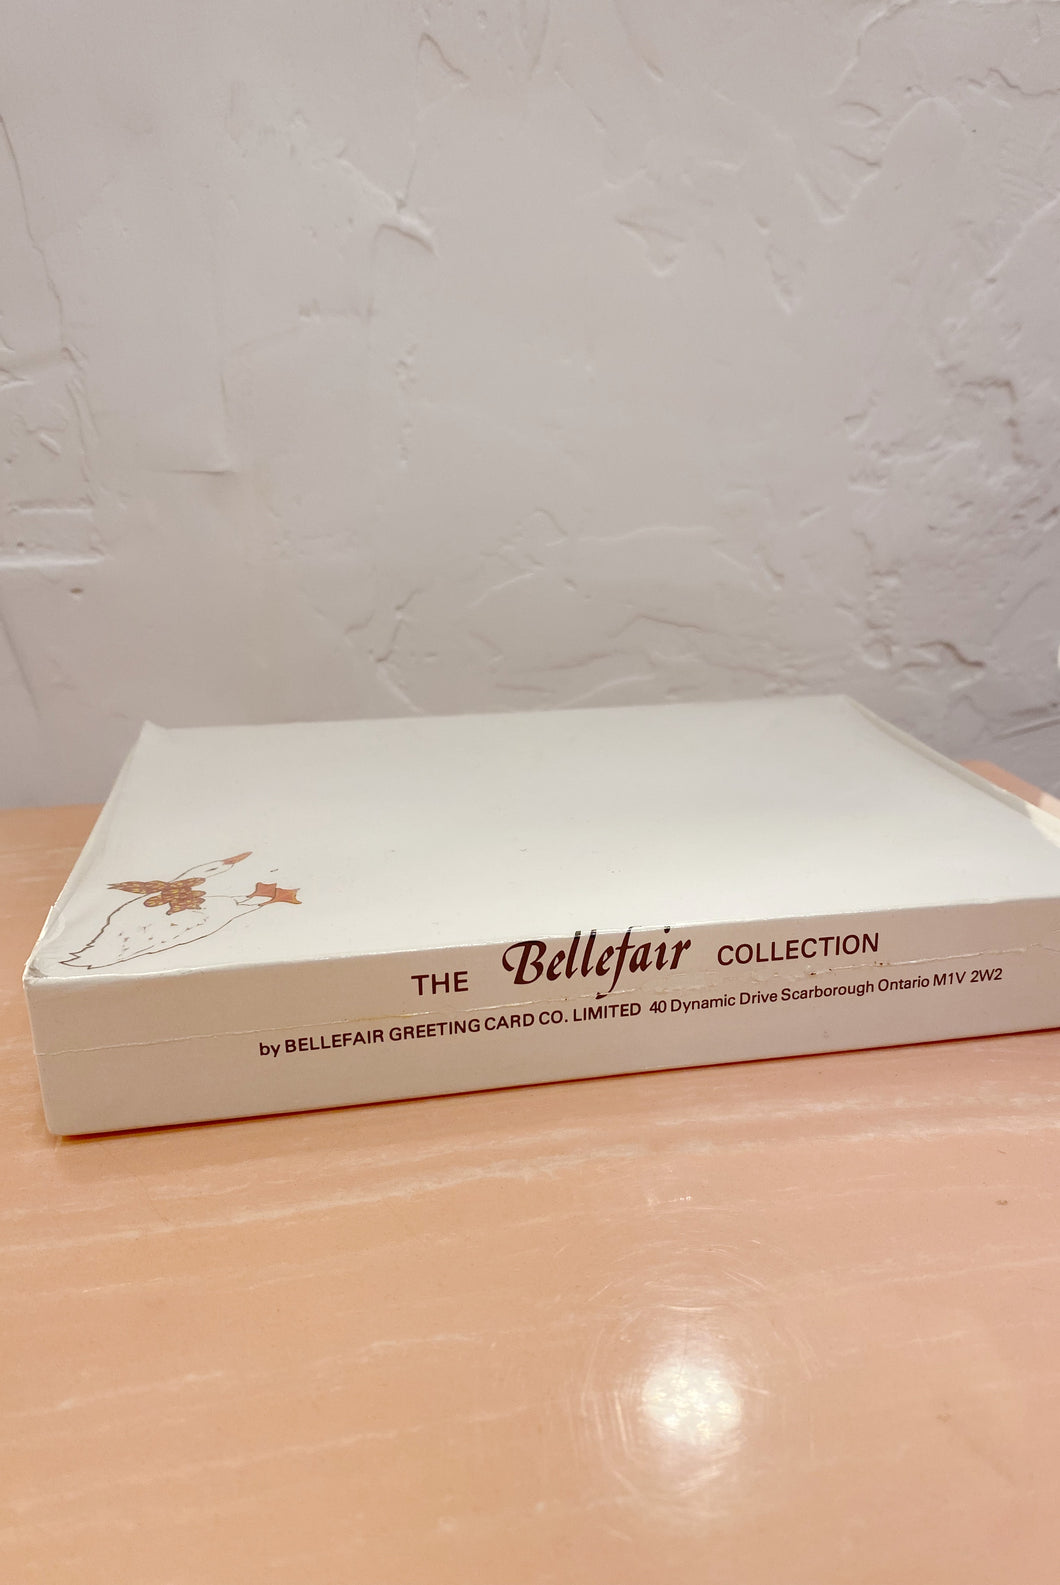 THE Bellefair COLLECTION
by BELLEFAIR GREETING CARD CO. LIMITED 40 Dynamic Drive Scarborough Ontario M1V 2W2